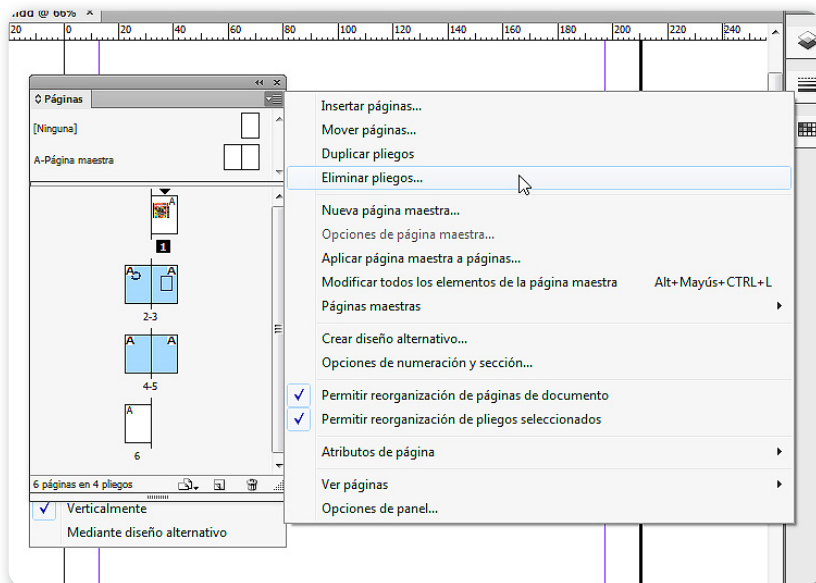 .ndd @ 66% ×
20 0 20 40 60 80 100 120 140 160 180 200 220 240
Páginas
[Ninguna]
A-Página maestra
A
1
A A
2-3
A A
4-5
A
6
6 páginas en 4 pliegos
Verticalmente
Mediante diseño alternativo
Insertar páginas...
Mover páginas...
Duplicar pliegos
Eliminar pliegos...
Nueva página maestra...
Opciones de página maestra...
Aplicar página maestra a páginas...
Modificar todos los elementos de la página maestra Alt+Mayús+CTRL+L
Páginas maestras
Crear diseño alternativo...
Opciones de numeración y sección...
Permitir reorganización de páginas de documento
Permitir reorganización de pliegos seleccionados
Atributos de página
Ver páginas
Opciones de panel...